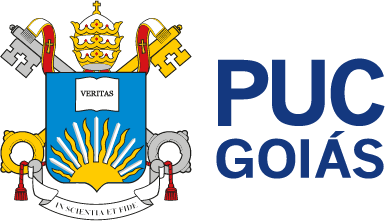 VERITAS
IN SCIENTIA ET FIDE
PUC
GOIÁS